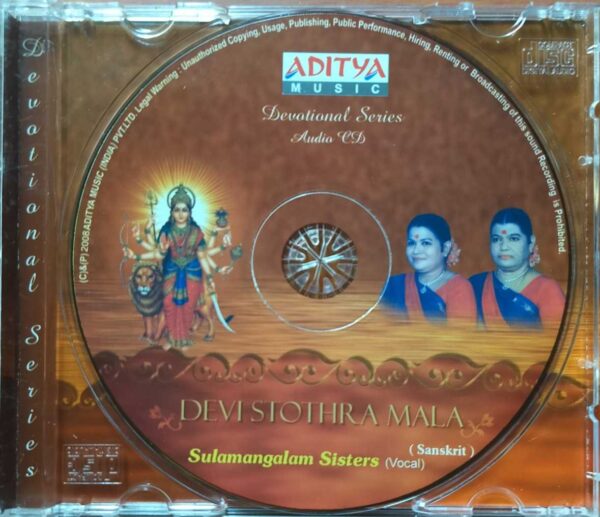 Devotional Series
(C)&(P) 2008 ADITYA MUSIC (INDIA) PVT.LTD. Legal Warning : Unauthorized Copying, Usage, Publishing, Public Performance, Hiring, Renting or Broadcasting of this sound Recording is Prohibited.
ADITYA
MUSIC
Devotional Series
Audio CD
DEVI STOTHRA MALA
( Sanskrit )
Sulamangalam Sisters (Vocal)